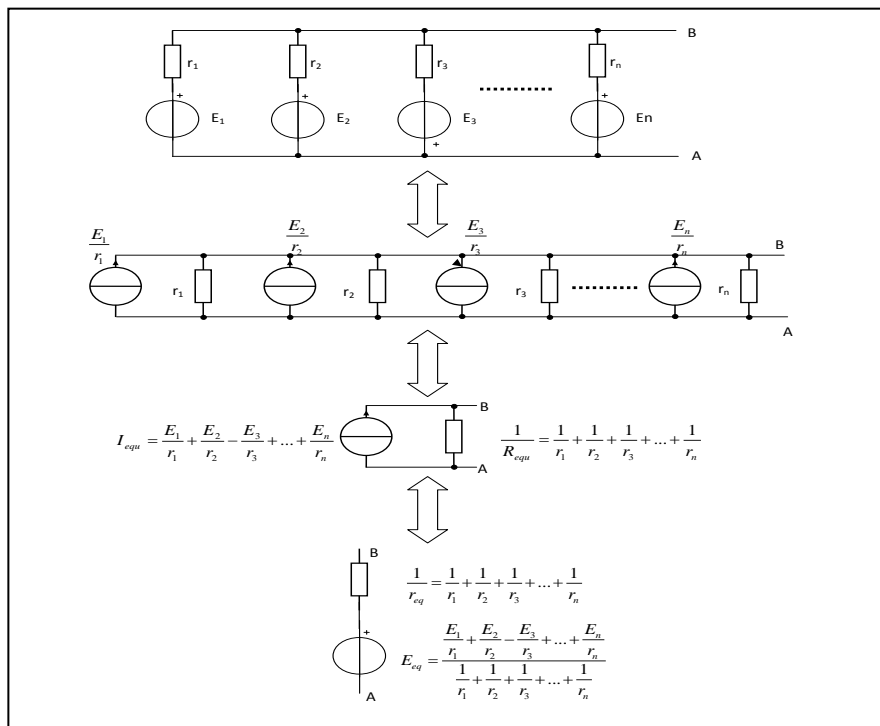 B
r₁ r₂ r₃ rₙ
+ + +
E₁ E₂ E₃ En
+
A
E₁/r₁ E₂/r₂ E₃/r₃ Eₙ/rₙ
B
r₁ r₂ r₃ rₙ
A
B
I_equ = E₁/r₁ + E₂/r₂ − E₃/r₃ + ... + Eₙ/rₙ
1/R_equ = 1/r₁ + 1/r₂ + 1/r₃ + ... + 1/rₙ
A
B
1/r_eq = 1/r₁ + 1/r₂ + 1/r₃ + ... + 1/rₙ
+
E_eq = (E₁/r₁ + E₂/r₂ − E₃/r₃ + ... + Eₙ/rₙ) / (1/r₁ + 1/r₂ + 1/r₃ + ... + 1/rₙ)
A